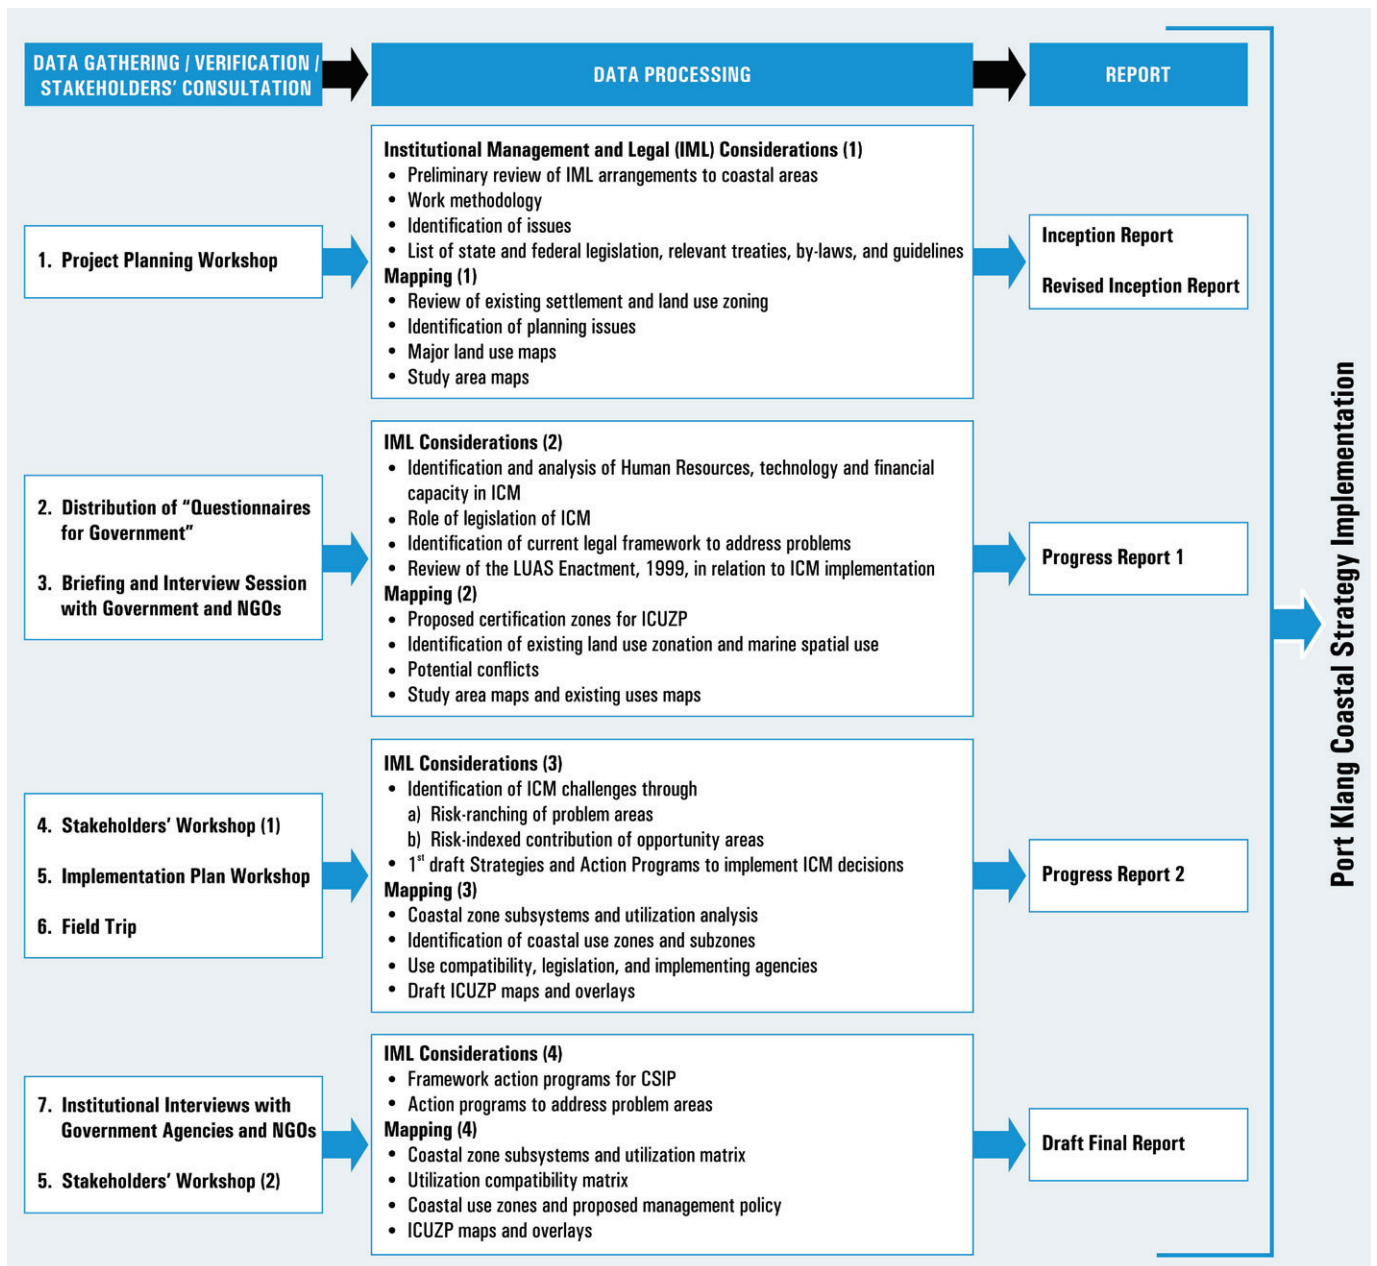 DATA GATHERING / VERIFICATION /
STAKEHOLDERS' CONSULTATION
DATA PROCESSING
REPORT
1. Project Planning Workshop
Institutional Management and Legal (IML) Considerations (1)
• Preliminary review of IML arrangements to coastal areas
• Work methodology
• Identification of issues
• List of state and federal legislation, relevant treaties, by-laws, and guidelines
Mapping (1)
• Review of existing settlement and land use zoning
• Identification of planning issues
• Major land use maps
• Study area maps
Inception Report
Revised Inception Report
2. Distribution of “Questionnaires
for Government”
3. Briefing and Interview Session
with Government and NGOs
IML Considerations (2)
• Identification and analysis of Human Resources, technology and financial
capacity in ICM
• Role of legislation of ICM
• Identification of current legal framework to address problems
• Review of the LUAS Enactment, 1999, in relation to ICM implementation
Mapping (2)
• Proposed certification zones for ICUZP
• Identification of existing land use zonation and marine spatial use
• Potential conflicts
• Study area maps and existing uses maps
Progress Report 1
4. Stakeholders' Workshop (1)
5. Implementation Plan Workshop
6. Field Trip
IML Considerations (3)
• Identification of ICM challenges through
a) Risk-ranching of problem areas
b) Risk-indexed contribution of opportunity areas
• 1st draft Strategies and Action Programs to implement ICM decisions
Mapping (3)
• Coastal zone subsystems and utilization analysis
• Identification of coastal use zones and subzones
• Use compatibility, legislation, and implementing agencies
• Draft ICUZP maps and overlays
Progress Report 2
7. Institutional Interviews with
Government Agencies and NGOs
5. Stakeholders' Workshop (2)
IML Considerations (4)
• Framework action programs for CSIP
• Action programs to address problem areas
Mapping (4)
• Coastal zone subsystems and utilization matrix
• Utilization compatibility matrix
• Coastal use zones and proposed management policy
• ICUZP maps and overlays
Draft Final Report
Port Klang Coastal Strategy Implementation